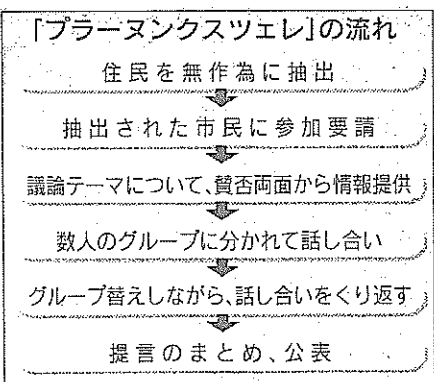 「プラーヌンクスツェレ」の流れ
住民を無作為に抽出
抽出された市民に参加要請
議論テーマについて、賛否両面から情報提供
数人のグループに分かれて話し合い
グループ替えしながら、話し合いをくり返す
提言のまとめ、公表